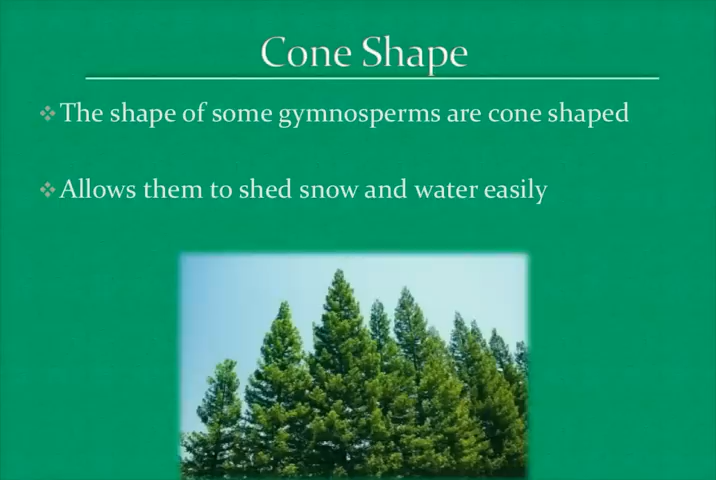 Cone Shape
The shape of some gymnosperms are cone shaped
Allows them to shed snow and water easily